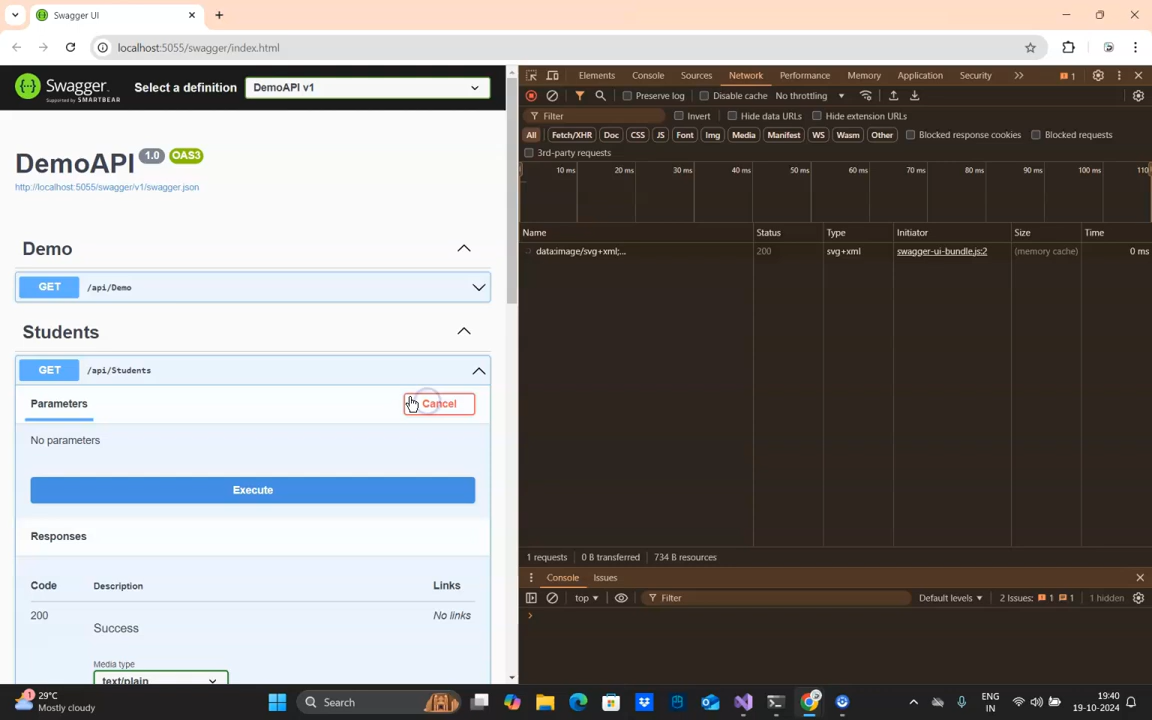 Swagger UI
localhost:5055/swagger/index.html
Swagger
Supported by SMARTBEAR
Select a definition
DemoAPI v1
DemoAPI 1.0 OAS3
http://localhost:5055/swagger/v1/swagger.json
Demo
GET /api/Demo
Students
GET /api/Students
Parameters
Cancel
No parameters
Execute
Responses
Code Description Links
200 Success No links
Media type
text/plain
Elements Console Sources Network Performance Memory Application Security 1
Preserve log Disable cache No throttling
Filter Invert Hide data URLs Hide extension URLs
All Fetch/XHR Doc CSS JS Font Img Media Manifest WS Wasm Other Blocked response cookies Blocked requests
3rd-party requests
10 ms 20 ms 30 ms 40 ms 50 ms 60 ms 70 ms 80 ms 90 ms 100 ms 110
Name Status Type Initiator Size Time
data:image/svg+xml;... 200 svg+xml swagger-ui-bundle.js:2 (memory cache) 0 ms
1 requests 0 B transferred 734 B resources
Console Issues
top Filter Default levels 2 Issues: 1 1 1 hidden
1 29°C
Mostly cloudy
Search
ENG
IN
19:40
19-10-2024